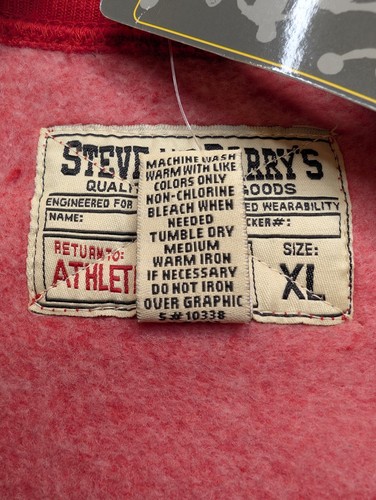 STEVE RRY'S
QUALI GOODS
ENGINEERED FOR ED WEARABILITY
NAME: CKER#:
RETURN TO: SIZE:
ATHLET XL
MACHINE WASH
WARM WITH LIKE
COLORS ONLY
NON-CHLORINE
BLEACH WHEN
NEEDED
TUMBLE DRY
MEDIUM
WARM IRON
IF NECESSARY
DO NOT IRON
OVER GRAPHIC
S# 10338